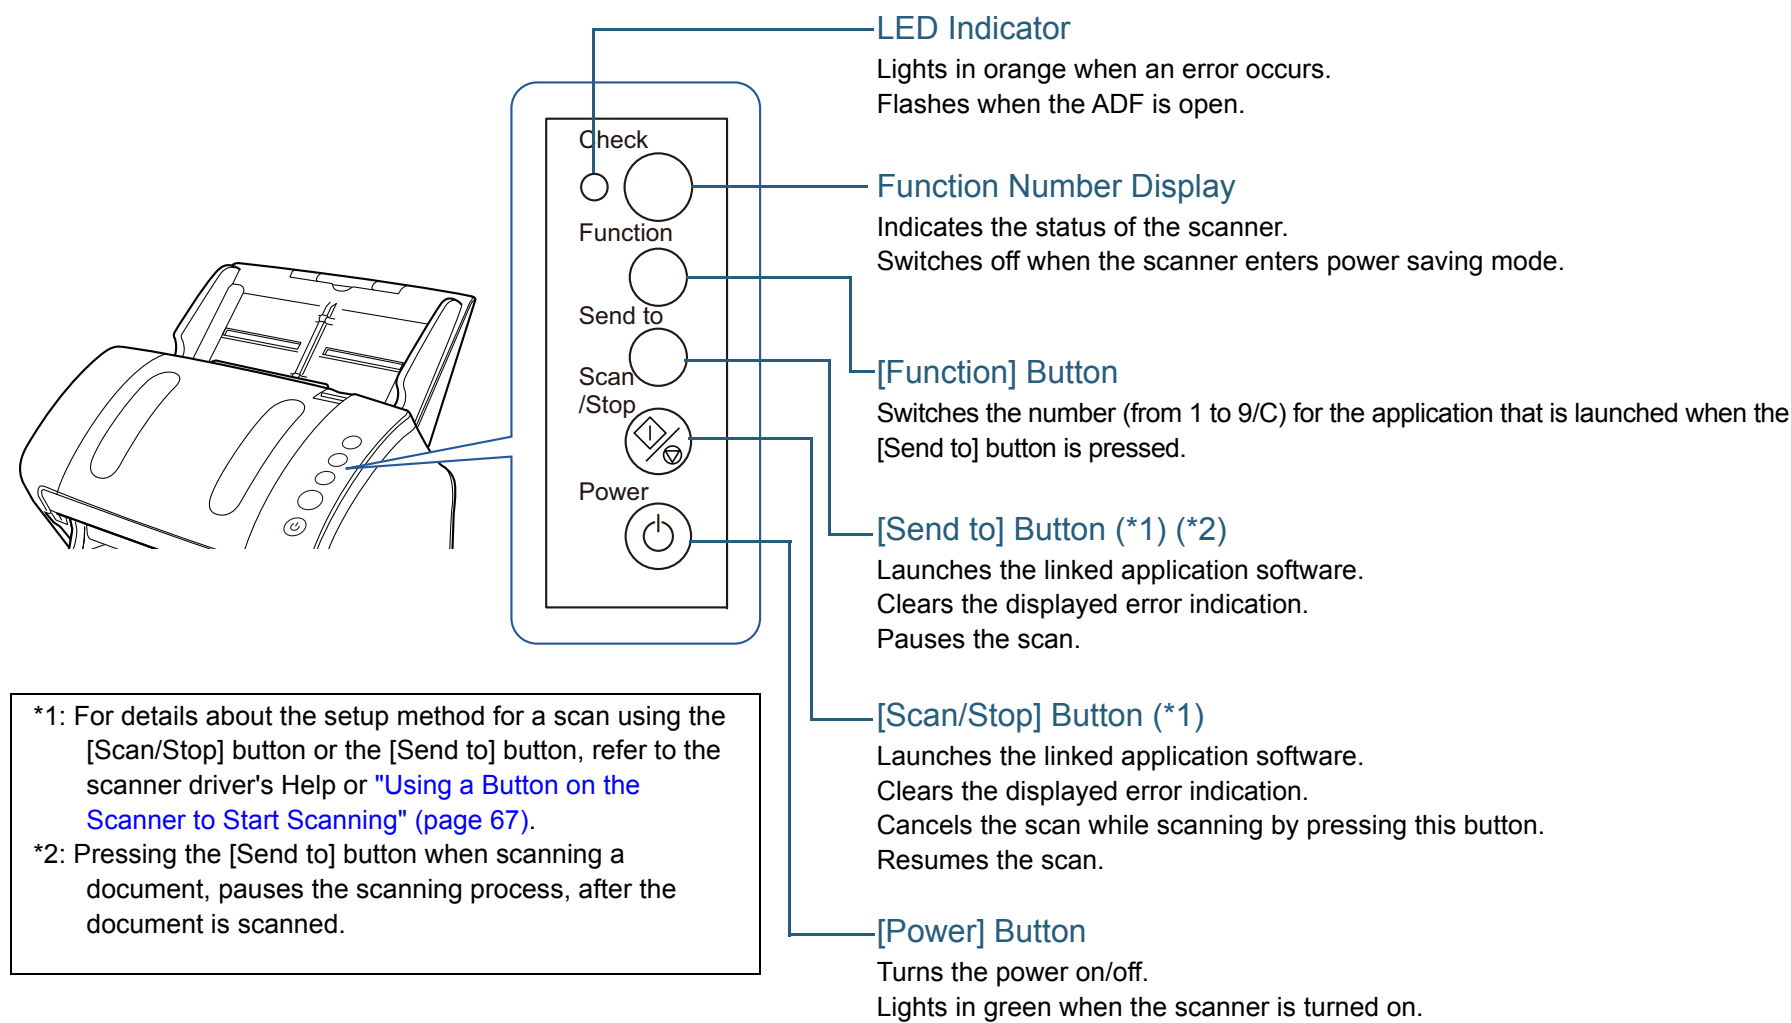 LED Indicator
Lights in orange when an error occurs.
Flashes when the ADF is open.
Check
Function Number Display
Indicates the status of the scanner.
Switches off when the scanner enters power saving mode.
Function
Send to
[Function] Button
Switches the number (from 1 to 9/C) for the application that is launched when the
[Send to] button is pressed.
Scan
/Stop
Power
[Send to] Button (*1) (*2)
Launches the linked application software.
Clears the displayed error indication.
Pauses the scan.
[Scan/Stop] Button (*1)
Launches the linked application software.
Clears the displayed error indication.
Cancels the scan while scanning by pressing this button.
Resumes the scan.
[Power] Button
Turns the power on/off.
Lights in green when the scanner is turned on.
*1: For details about the setup method for a scan using the
[Scan/Stop] button or the [Send to] button, refer to the
scanner driver's Help or "Using a Button on the
Scanner to Start Scanning" (page 67).
*2: Pressing the [Send to] button when scanning a
document, pauses the scanning process, after the
document is scanned.